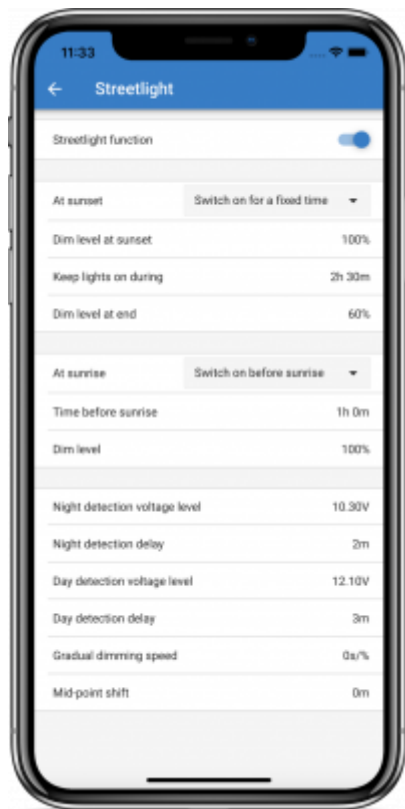 11:33
Streetlight
Streetlight function
At sunset Switch on for a fixed time
Dim level at sunset 100%
Keep lights on during 2h 30m
Dim level at end 60%
At sunrise Switch on before sunrise
Time before sunrise 1h 0m
Dim level 100%
Night detection voltage level 10.30V
Night detection delay 2m
Day detection voltage level 12.10V
Day detection delay 3m
Gradual dimming speed 0s/%
Mid-point shift 0m